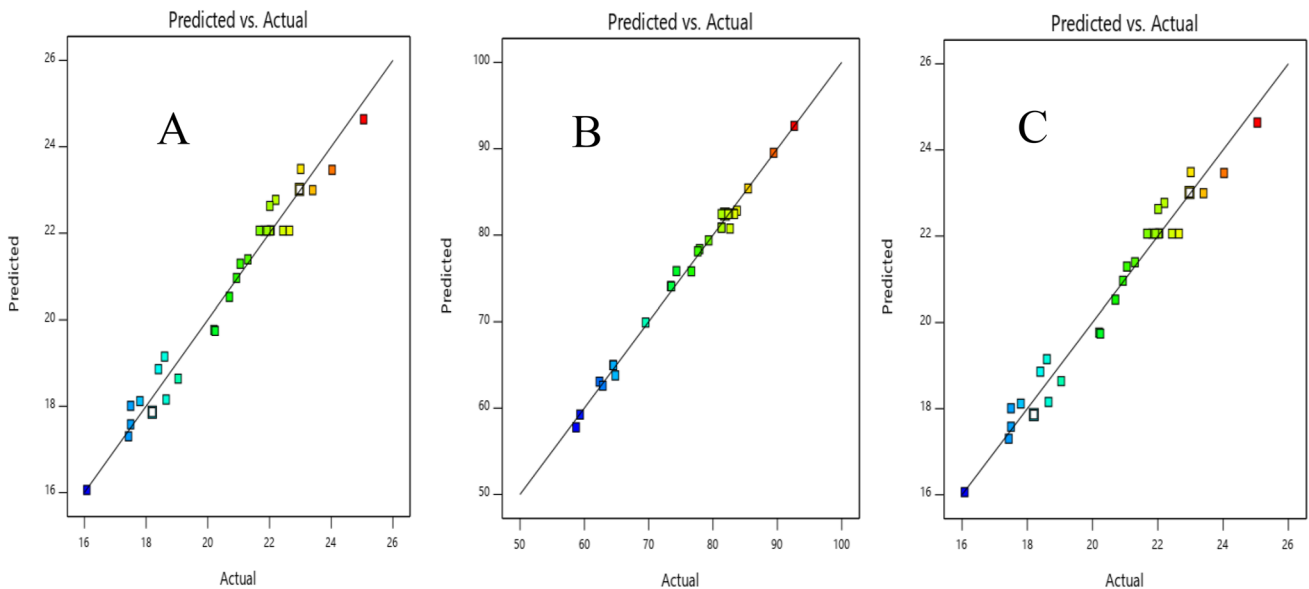 Predicted vs. Actual
A
Predicted
26
24
22
20
18
16
16 18 20 22 24 26
Actual
Predicted vs. Actual
B
Predicted
100
90
80
70
60
50
50 60 70 80 90 100
Actual
Predicted vs. Actual
C
Predicted
26
24
22
20
18
16
16 18 20 22 24 26
Actual